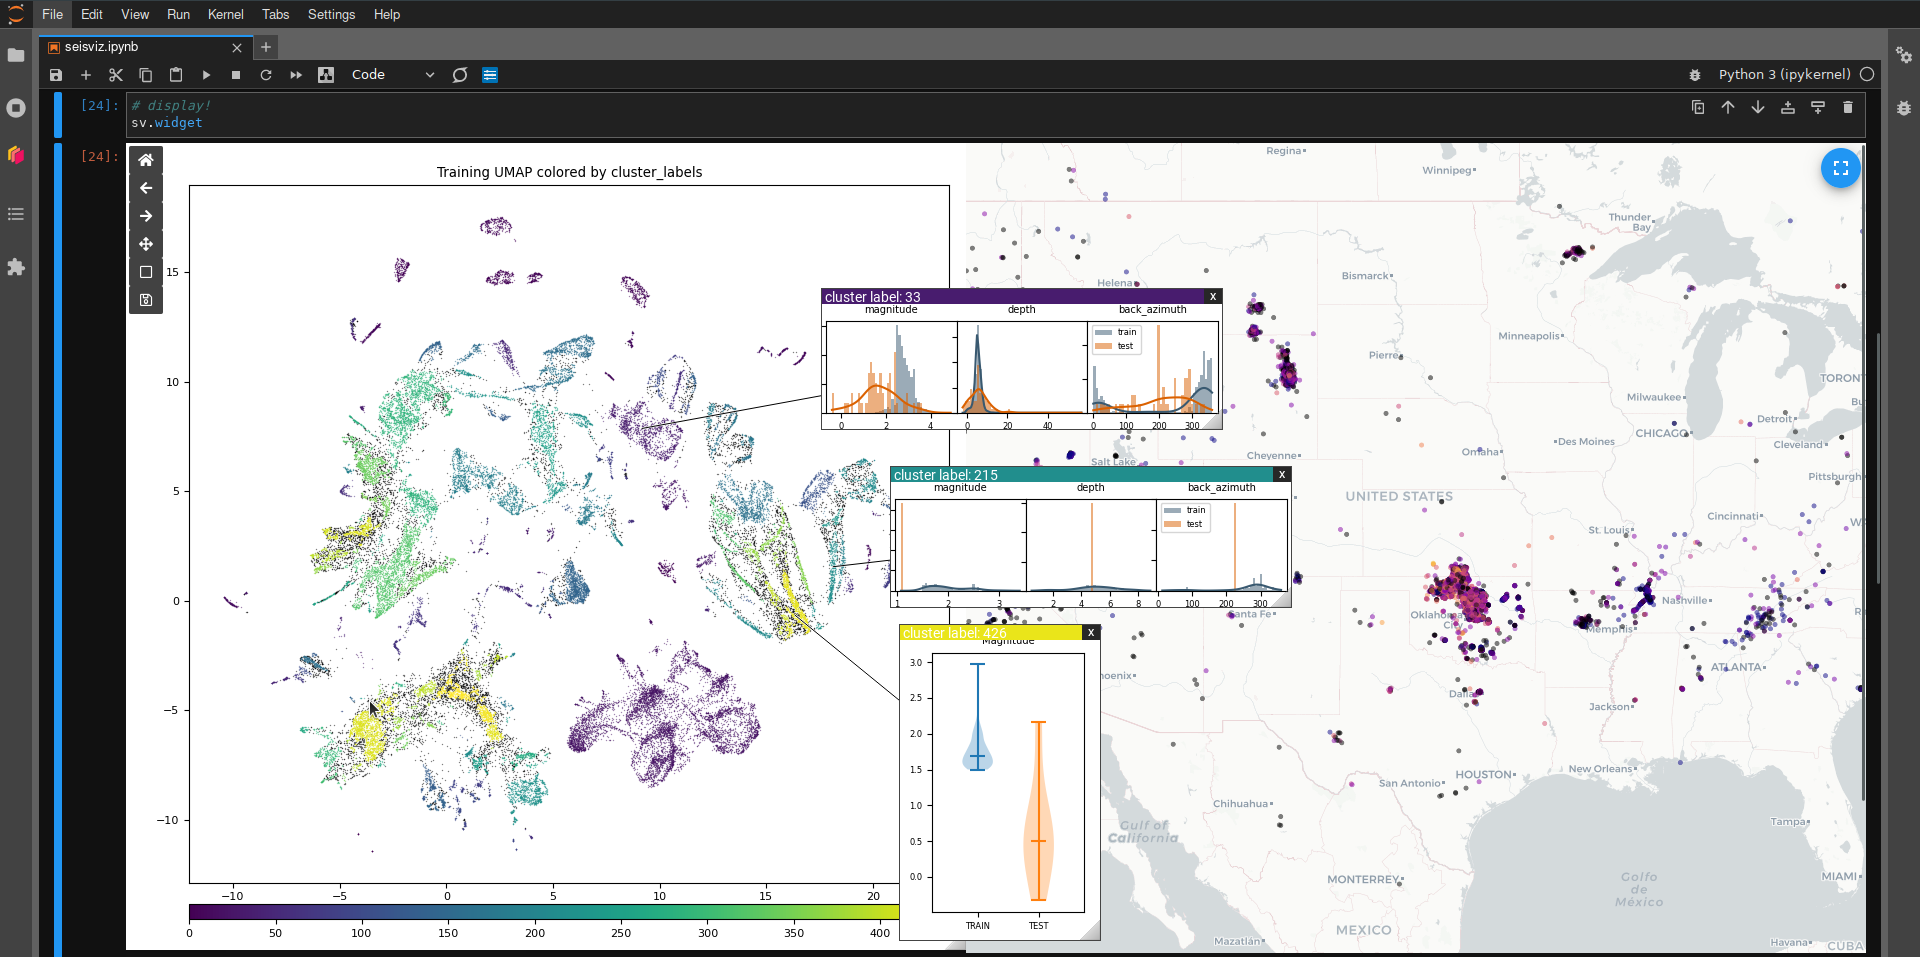 File Edit View Run Kernel Tabs Settings Help
seisviz.ipynb
Code
Python 3 (ipykernel)
[24]:
# display!
sv.widget
[24]:
Training UMAP colored by cluster_labels
15
10
5
0
−5
−10
−10 −5 0 5 10 15 20
0 50 100 150 200 250 300 350 400
cluster label: 33 x
magnitude depth back_azimuth
train
test
0 2 4 0 20 40 0 100 200 300
cluster label: 215 x
magnitude depth back_azimuth
train
test
1 2 3 2 4 6 8 0 100 200 300
cluster label: 426 x
Magnitude
3.0
2.5
2.0
1.5
1.0
0.5
0.0
TRAIN TEST
Regina
Winnipeg
Thunder
Bay
Helena
Bismarck
Minneapolis
Pierre
TORONT
Milwaukee
Detroit
CHICAGO
Des Moines
Cleveland
Salt Lake
Cheyenne
Omaha
Pittsburgh
UNITED STATES
St. Louis
Cincinnati
W
Nashville
Oklahoma
Memphis
anta Fe
ATLANTA
hoenix
Dalla
Jackson
New Orleans
HOUSTON
San Antonio
Chihuahua
Gulf of
California
Tampa
MONTERREY
Golfo
de
México
MIAMI
MEXICO
Mazatlán
Havana
CUBA